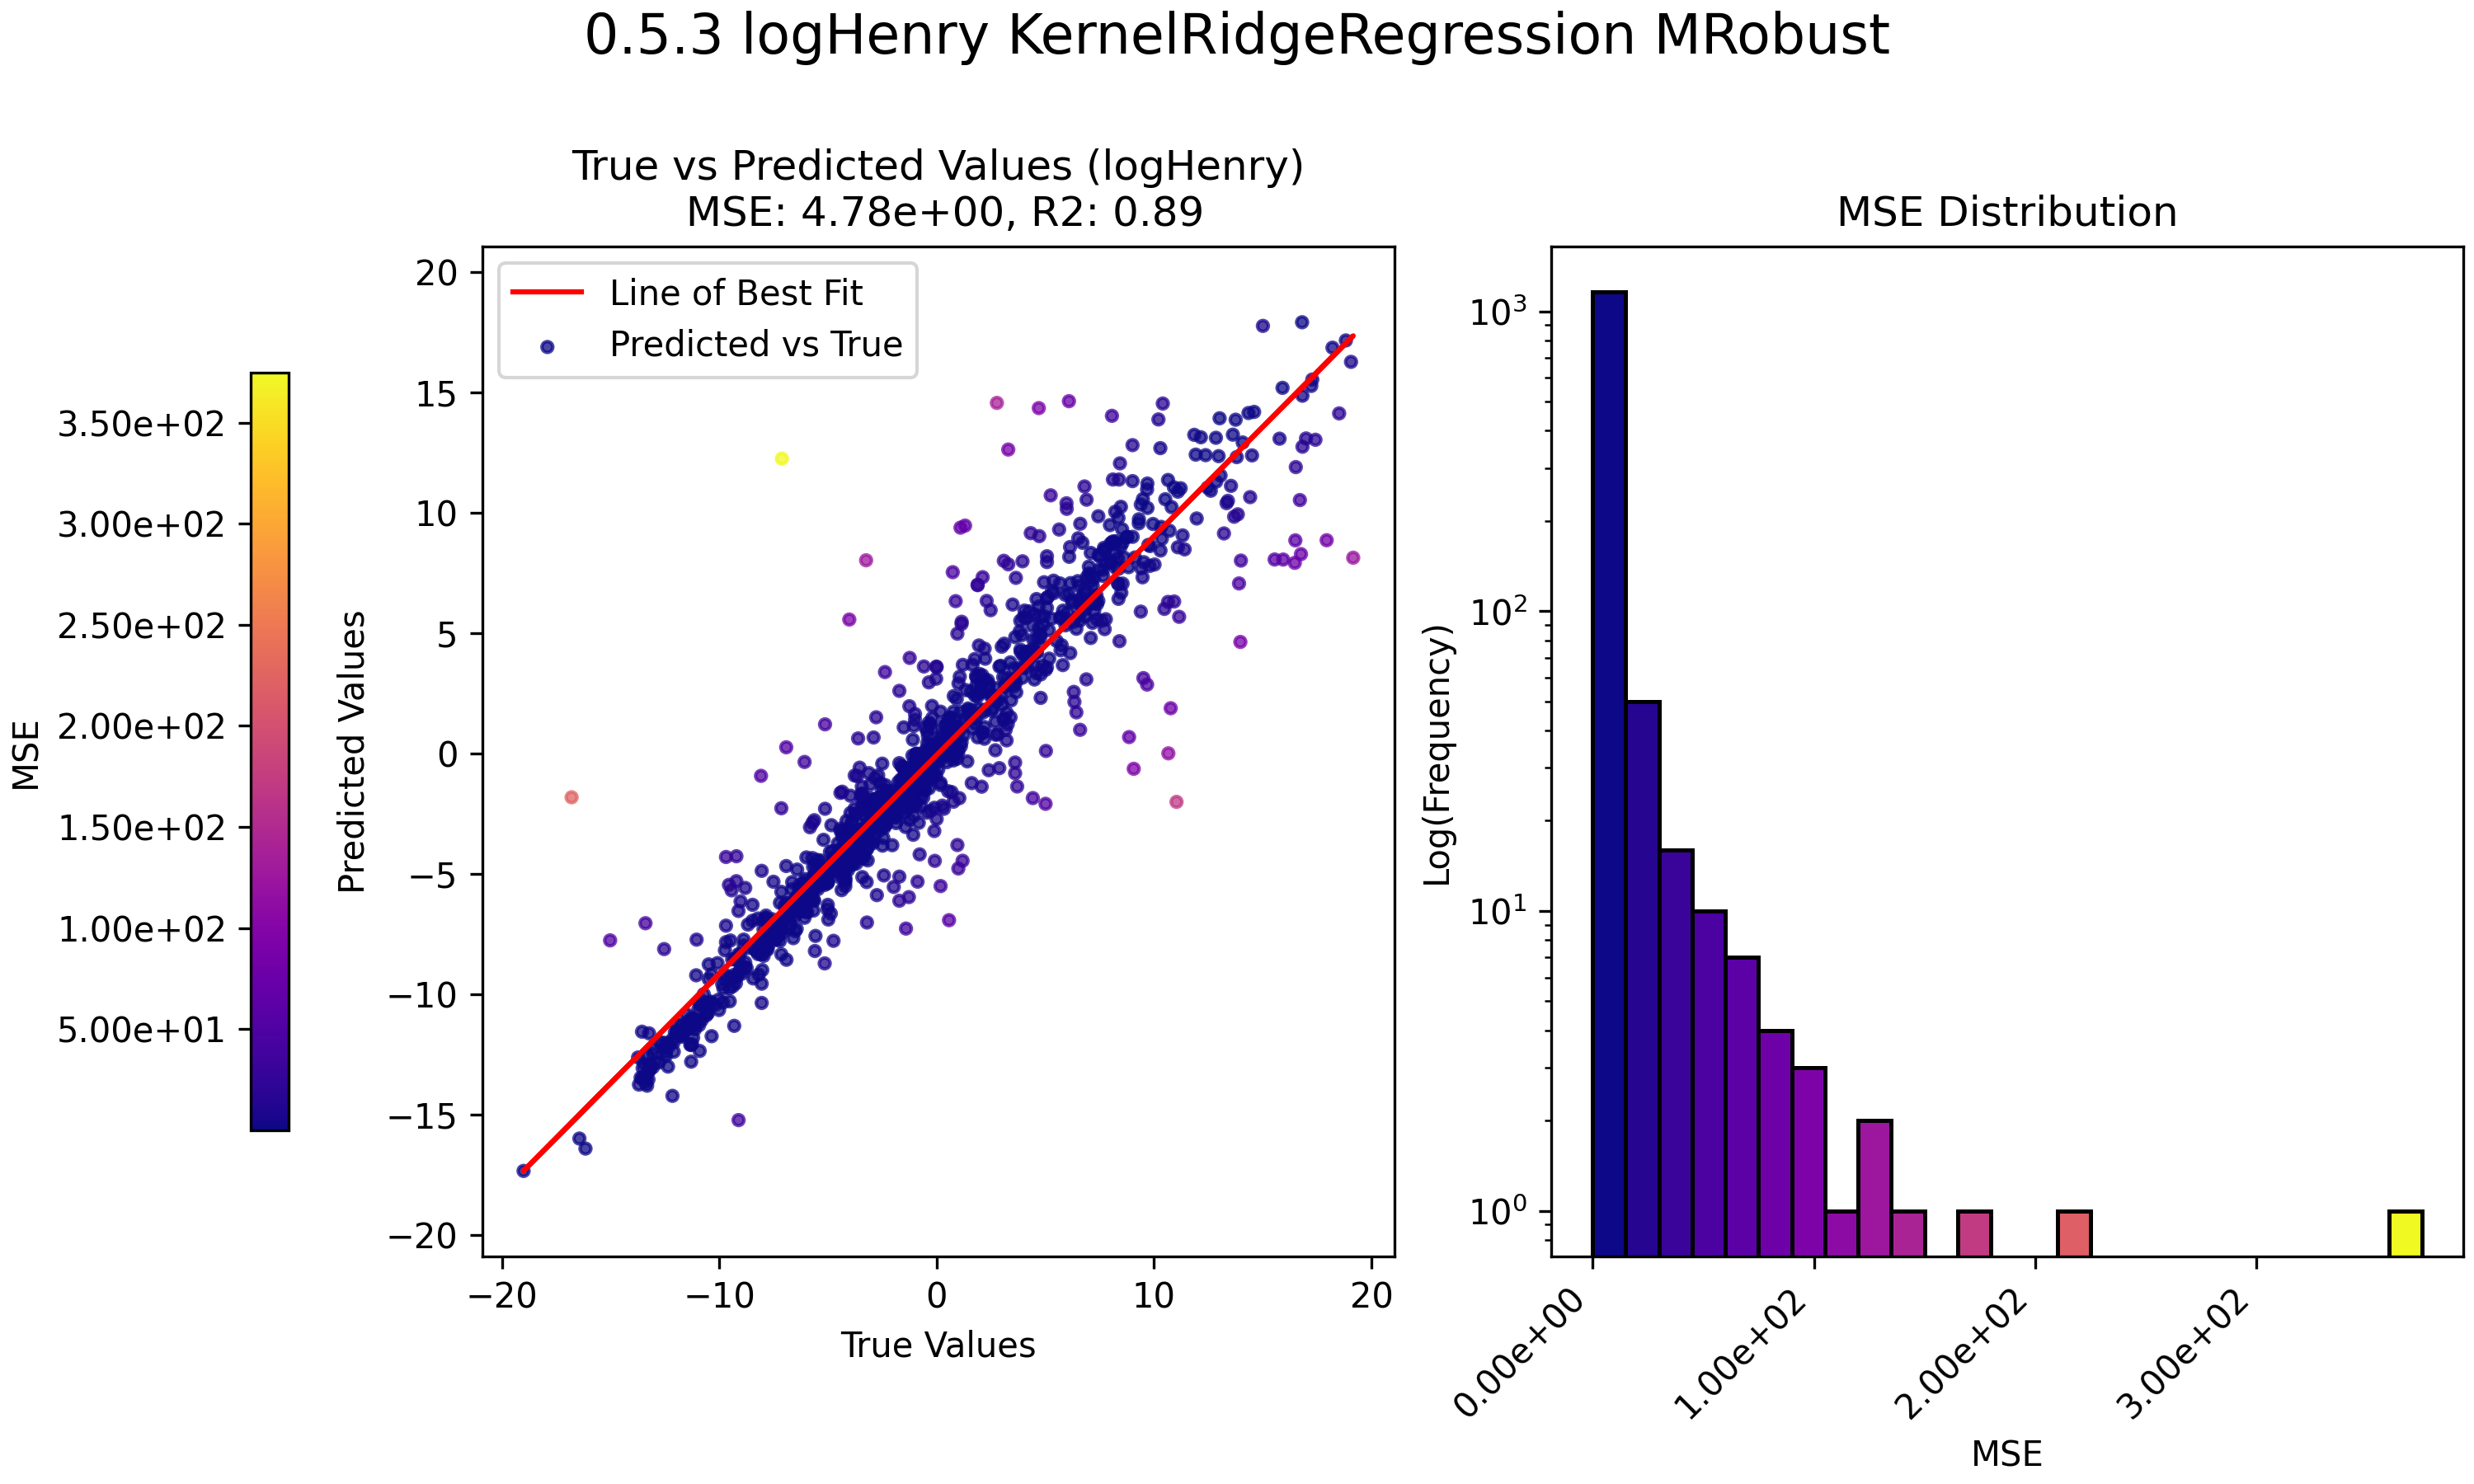 0.5.3 logHenry KernelRidgeRegression MRobust
MSE
3.50e+02
3.00e+02
2.50e+02
2.00e+02
1.50e+02
1.00e+02
5.00e+01
True vs Predicted Values (logHenry)
MSE: 4.78e+00, R2: 0.89
Line of Best Fit
Predicted vs True
Predicted Values
20
15
10
5
0
−5
−10
−15
−20
−20
−10
0
10
20
True Values
MSE Distribution
Log(Frequency)
10³
10²
10¹
10⁰
0.00e+00
1.00e+02
2.00e+02
3.00e+02
MSE